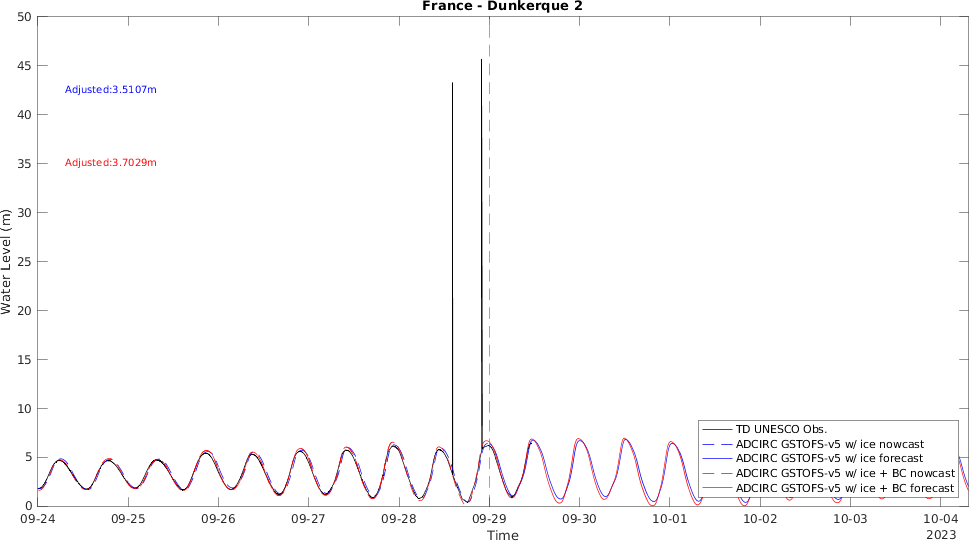 France - Dunkerque 2
50
45
40
35
30
25
20
15
10
5
0
Water Level (m)
Adjusted:3.5107m
Adjusted:3.7029m
TD UNESCO Obs.
ADCIRC GSTOFS-v5 w/ ice nowcast
ADCIRC GSTOFS-v5 w/ ice forecast
ADCIRC GSTOFS-v5 w/ ice + BC nowcast
ADCIRC GSTOFS-v5 w/ ice + BC forecast
09-24 09-25 09-26 09-27 09-28 09-29 09-30 10-01 10-02 10-03 10-04
Time
2023